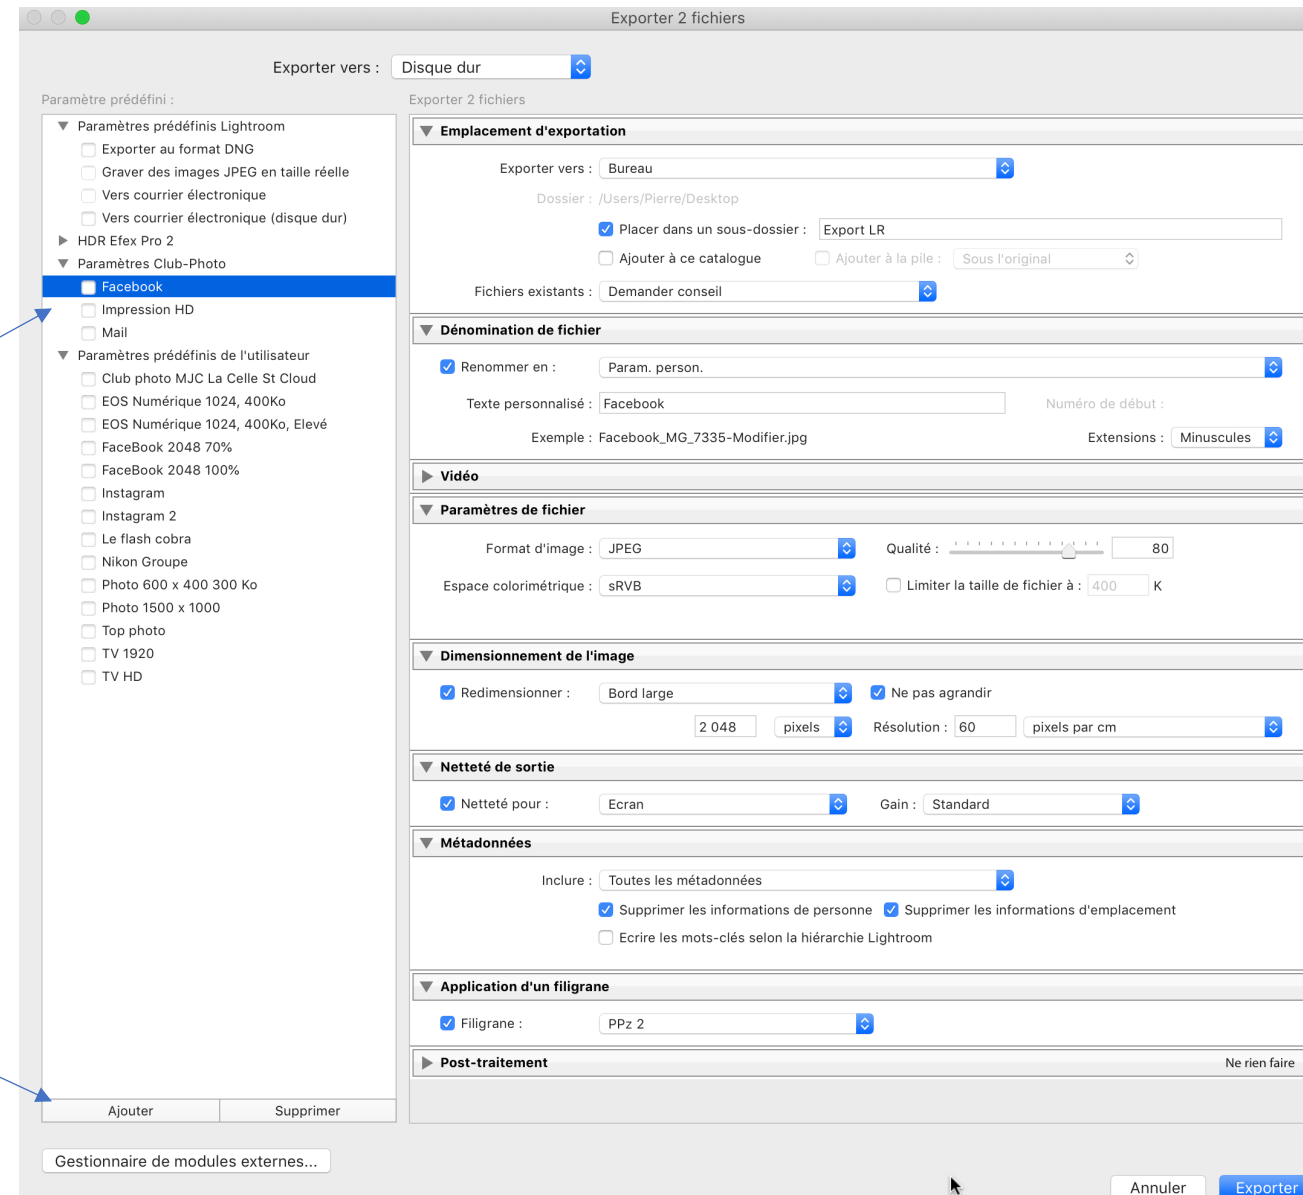 Exporter 2 fichiers
Exporter vers : Disque dur
Paramètre prédéfini :
Paramètres prédéfinis Lightroom
Exporter au format DNG
Graver des images JPEG en taille réelle
Vers courrier électronique
Vers courrier électronique (disque dur)
HDR Efex Pro 2
Paramètres Club-Photo
Facebook
Impression HD
Mail
Paramètres prédéfinis de l'utilisateur
Club photo MJC La Celle St Cloud
EOS Numérique 1024, 400Ko
EOS Numérique 1024, 400Ko, Elevé
FaceBook 2048 70%
FaceBook 2048 100%
Instagram
Instagram 2
Le flash cobra
Nikon Groupe
Photo 600 x 400 300 Ko
Photo 1500 x 1000
Top photo
TV 1920
TV HD
Ajouter Supprimer
Gestionnaire de modules externes...
Exporter 2 fichiers
Emplacement d'exportation
Exporter vers : Bureau
Dossier : /Users/Pierre/Desktop
Placer dans un sous-dossier : Export LR
Ajouter à ce catalogue Ajouter à la pile : Sous l'original
Fichiers existants : Demander conseil
Dénomination de fichier
Renommer en : Param. person.
Texte personnalisé : Facebook Numéro de début :
Exemple : Facebook_MG_7335-Modifier.jpg Extensions : Minuscules
Vidéo
Paramètres de fichier
Format d'image : JPEG Qualité : 80
Espace colorimétrique : sRVB Limiter la taille de fichier à : 400 K
Dimensionnement de l'image
Redimensionner : Bord large Ne pas agrandir
2 048 pixels Résolution : 60 pixels par cm
Netteté de sortie
Netteté pour : Ecran Gain : Standard
Métadonnées
Inclure : Toutes les métadonnées
Supprimer les informations de personne Supprimer les informations d'emplacement
Ecrire les mots-clés selon la hiérarchie Lightroom
Application d'un filigrane
Filigrane : PPz 2
Post-traitement Ne rien faire
Annuler Exporter